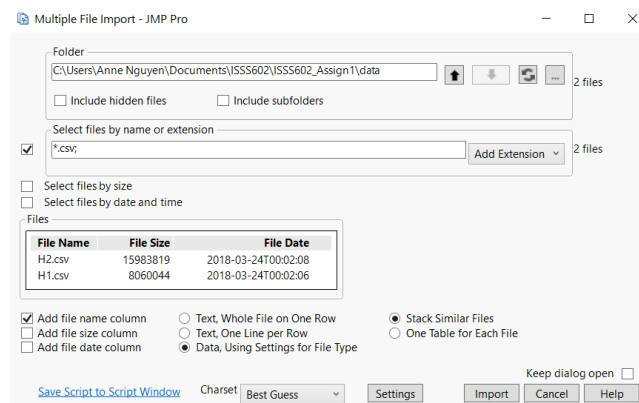 Multiple File Import - JMP Pro
Folder
C:\Users\Anne Nguyen\Documents\ISSS602\ISSS602_Assign1\data
...
2 files
Include hidden files Include subfolders
Select files by name or extension
*.csv; Add Extension 2 files
Select files by size
Select files by date and time
Files
File Name File Size File Date
H2.csv 15983819 2018-03-24T00:02:08
H1.csv 8060044 2018-03-24T00:02:06
Add file name column Text, Whole File on One Row Stack Similar Files
Add file size column Text, One Line per Row One Table for Each File
Add file date column Data, Using Settings for File Type
Keep dialog open
Save Script to Script Window Charset Best Guess Settings Import Cancel Help